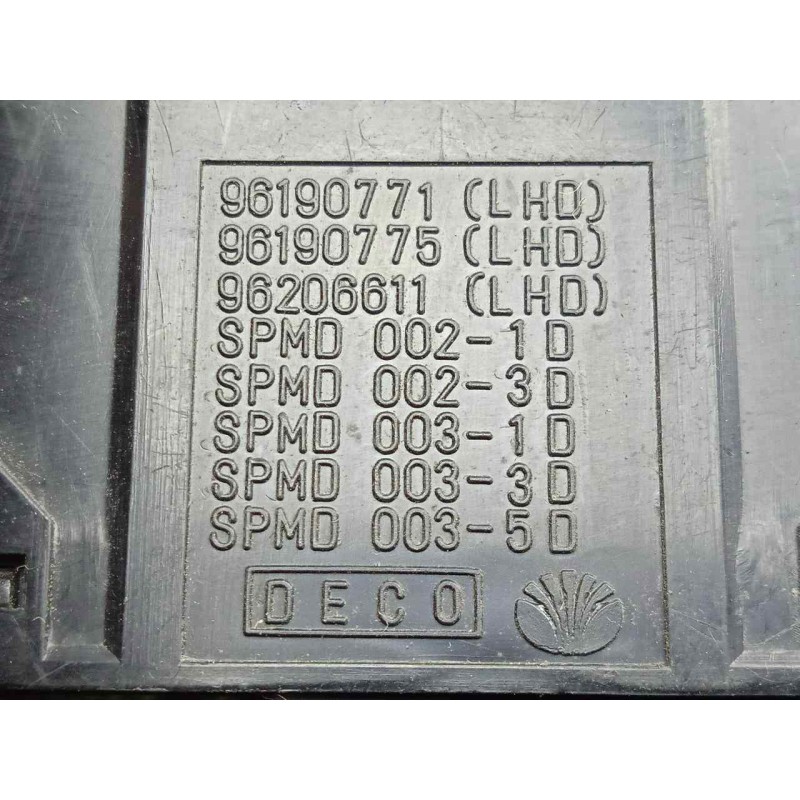 96190771 (LHD)
96190775 (LHD)
96206611 (LHD)
SPMD 002-1D
SPMD 002-3D
SPMD 003-1D
SPMD 003-3D
SPMD 003-5D
DECO